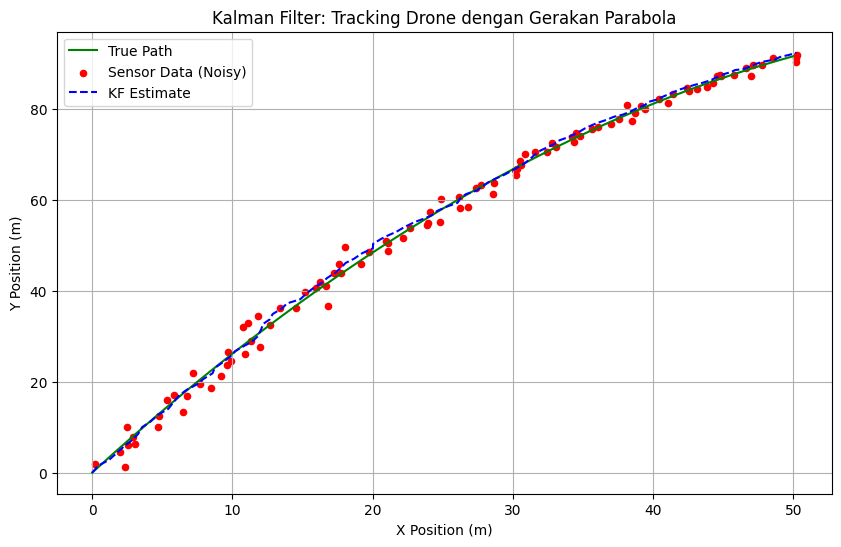 Kalman Filter: Tracking Drone dengan Gerakan Parabola
True Path
Sensor Data (Noisy)
KF Estimate
Y Position (m)
80
60
40
20
0
0 10 20 30 40 50
X Position (m)